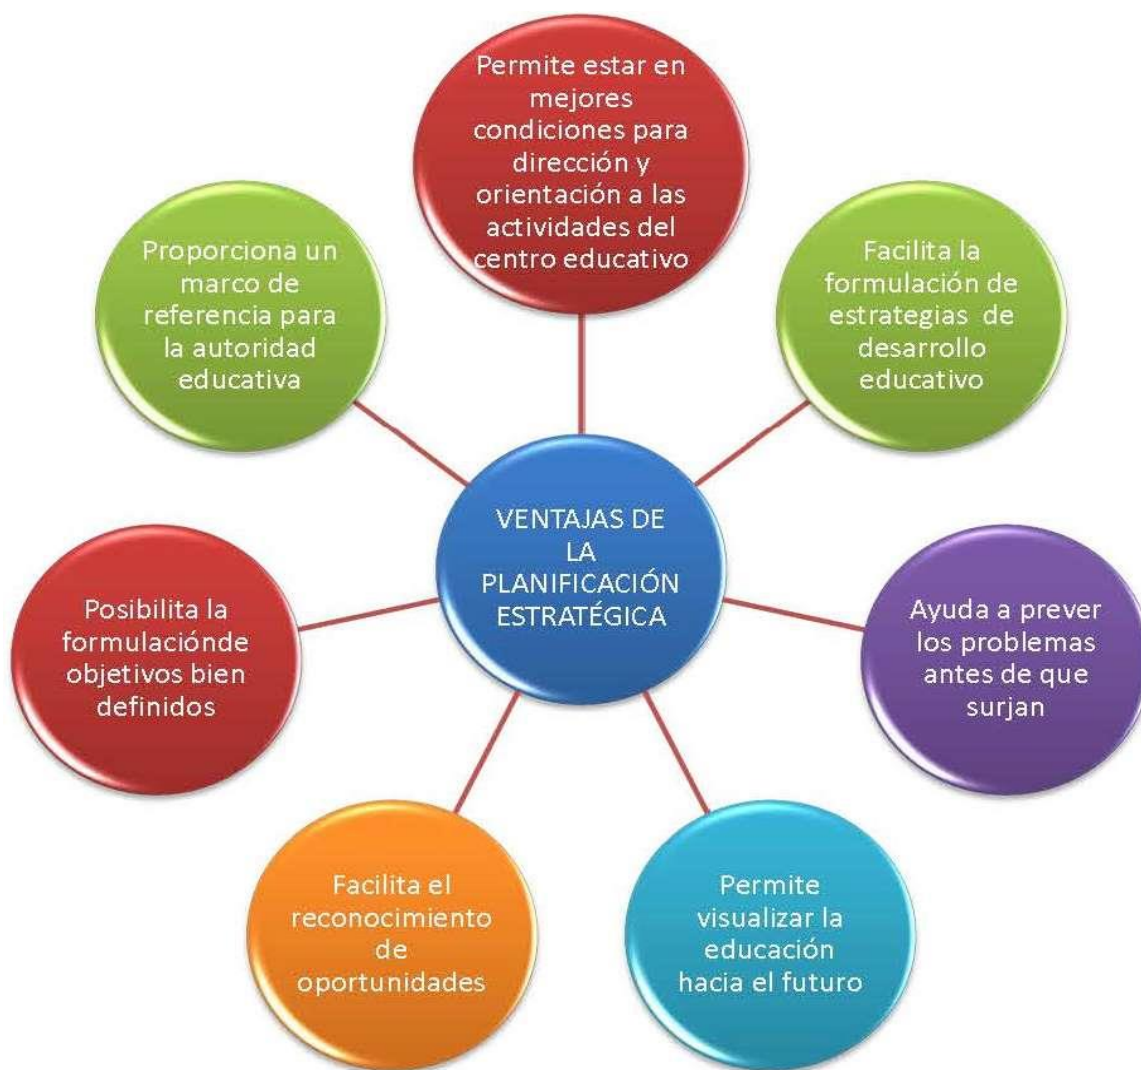 Permite estar en
mejores
condiciones para
dirección y
orientación a las
actividades del
centro educativo
Proporciona un
marco de
referencia para
la autoridad
educativa
Facilita la
formulación de
estrategias de
desarrollo
educativo
VENTAJAS DE
LA
PLANIFICACIÓN
ESTRATÉGICA
Posibilita la
formulaciónde
objetivos bien
definidos
Ayuda a prever
los problemas
antes de que
surjan
Facilita el
reconocimiento
de
oportunidades
Permite
visualizar la
educación
hacia el futuro